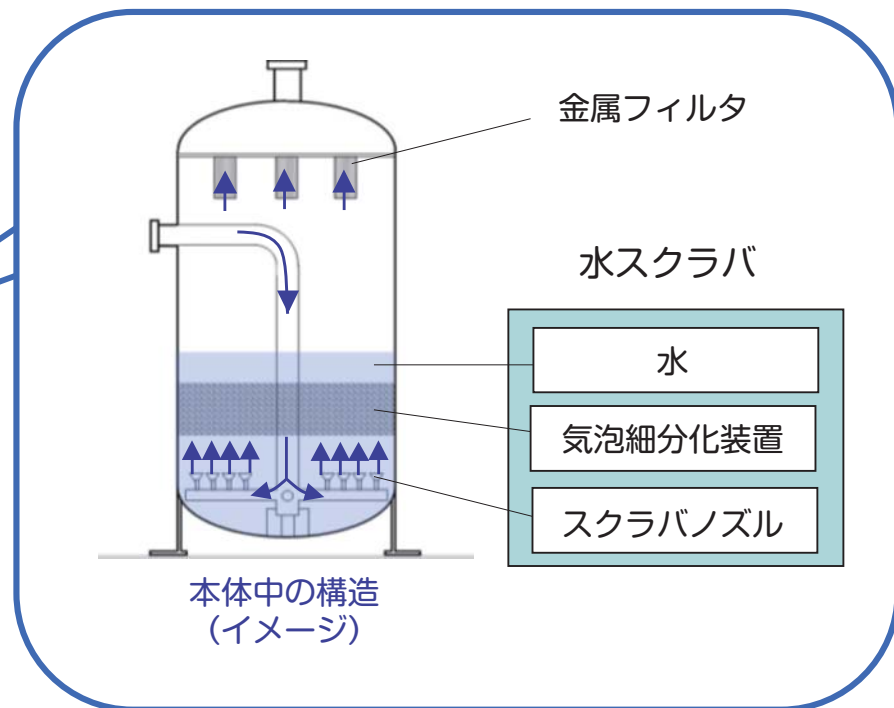 金属フィルタ
水スクラバ
水
気泡細分化装置
スクラバノズル
本体中の構造
（イメージ）